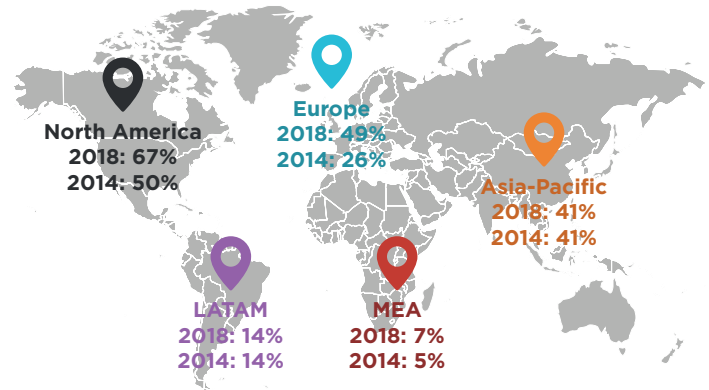 North America
2018: 67%
2014: 50%
Europe
2018: 49%
2014: 26%
Asia-Pacific
2018: 41%
2014: 41%
LATAM
2018: 14%
2014: 14%
MEA
2018: 7%
2014: 5%